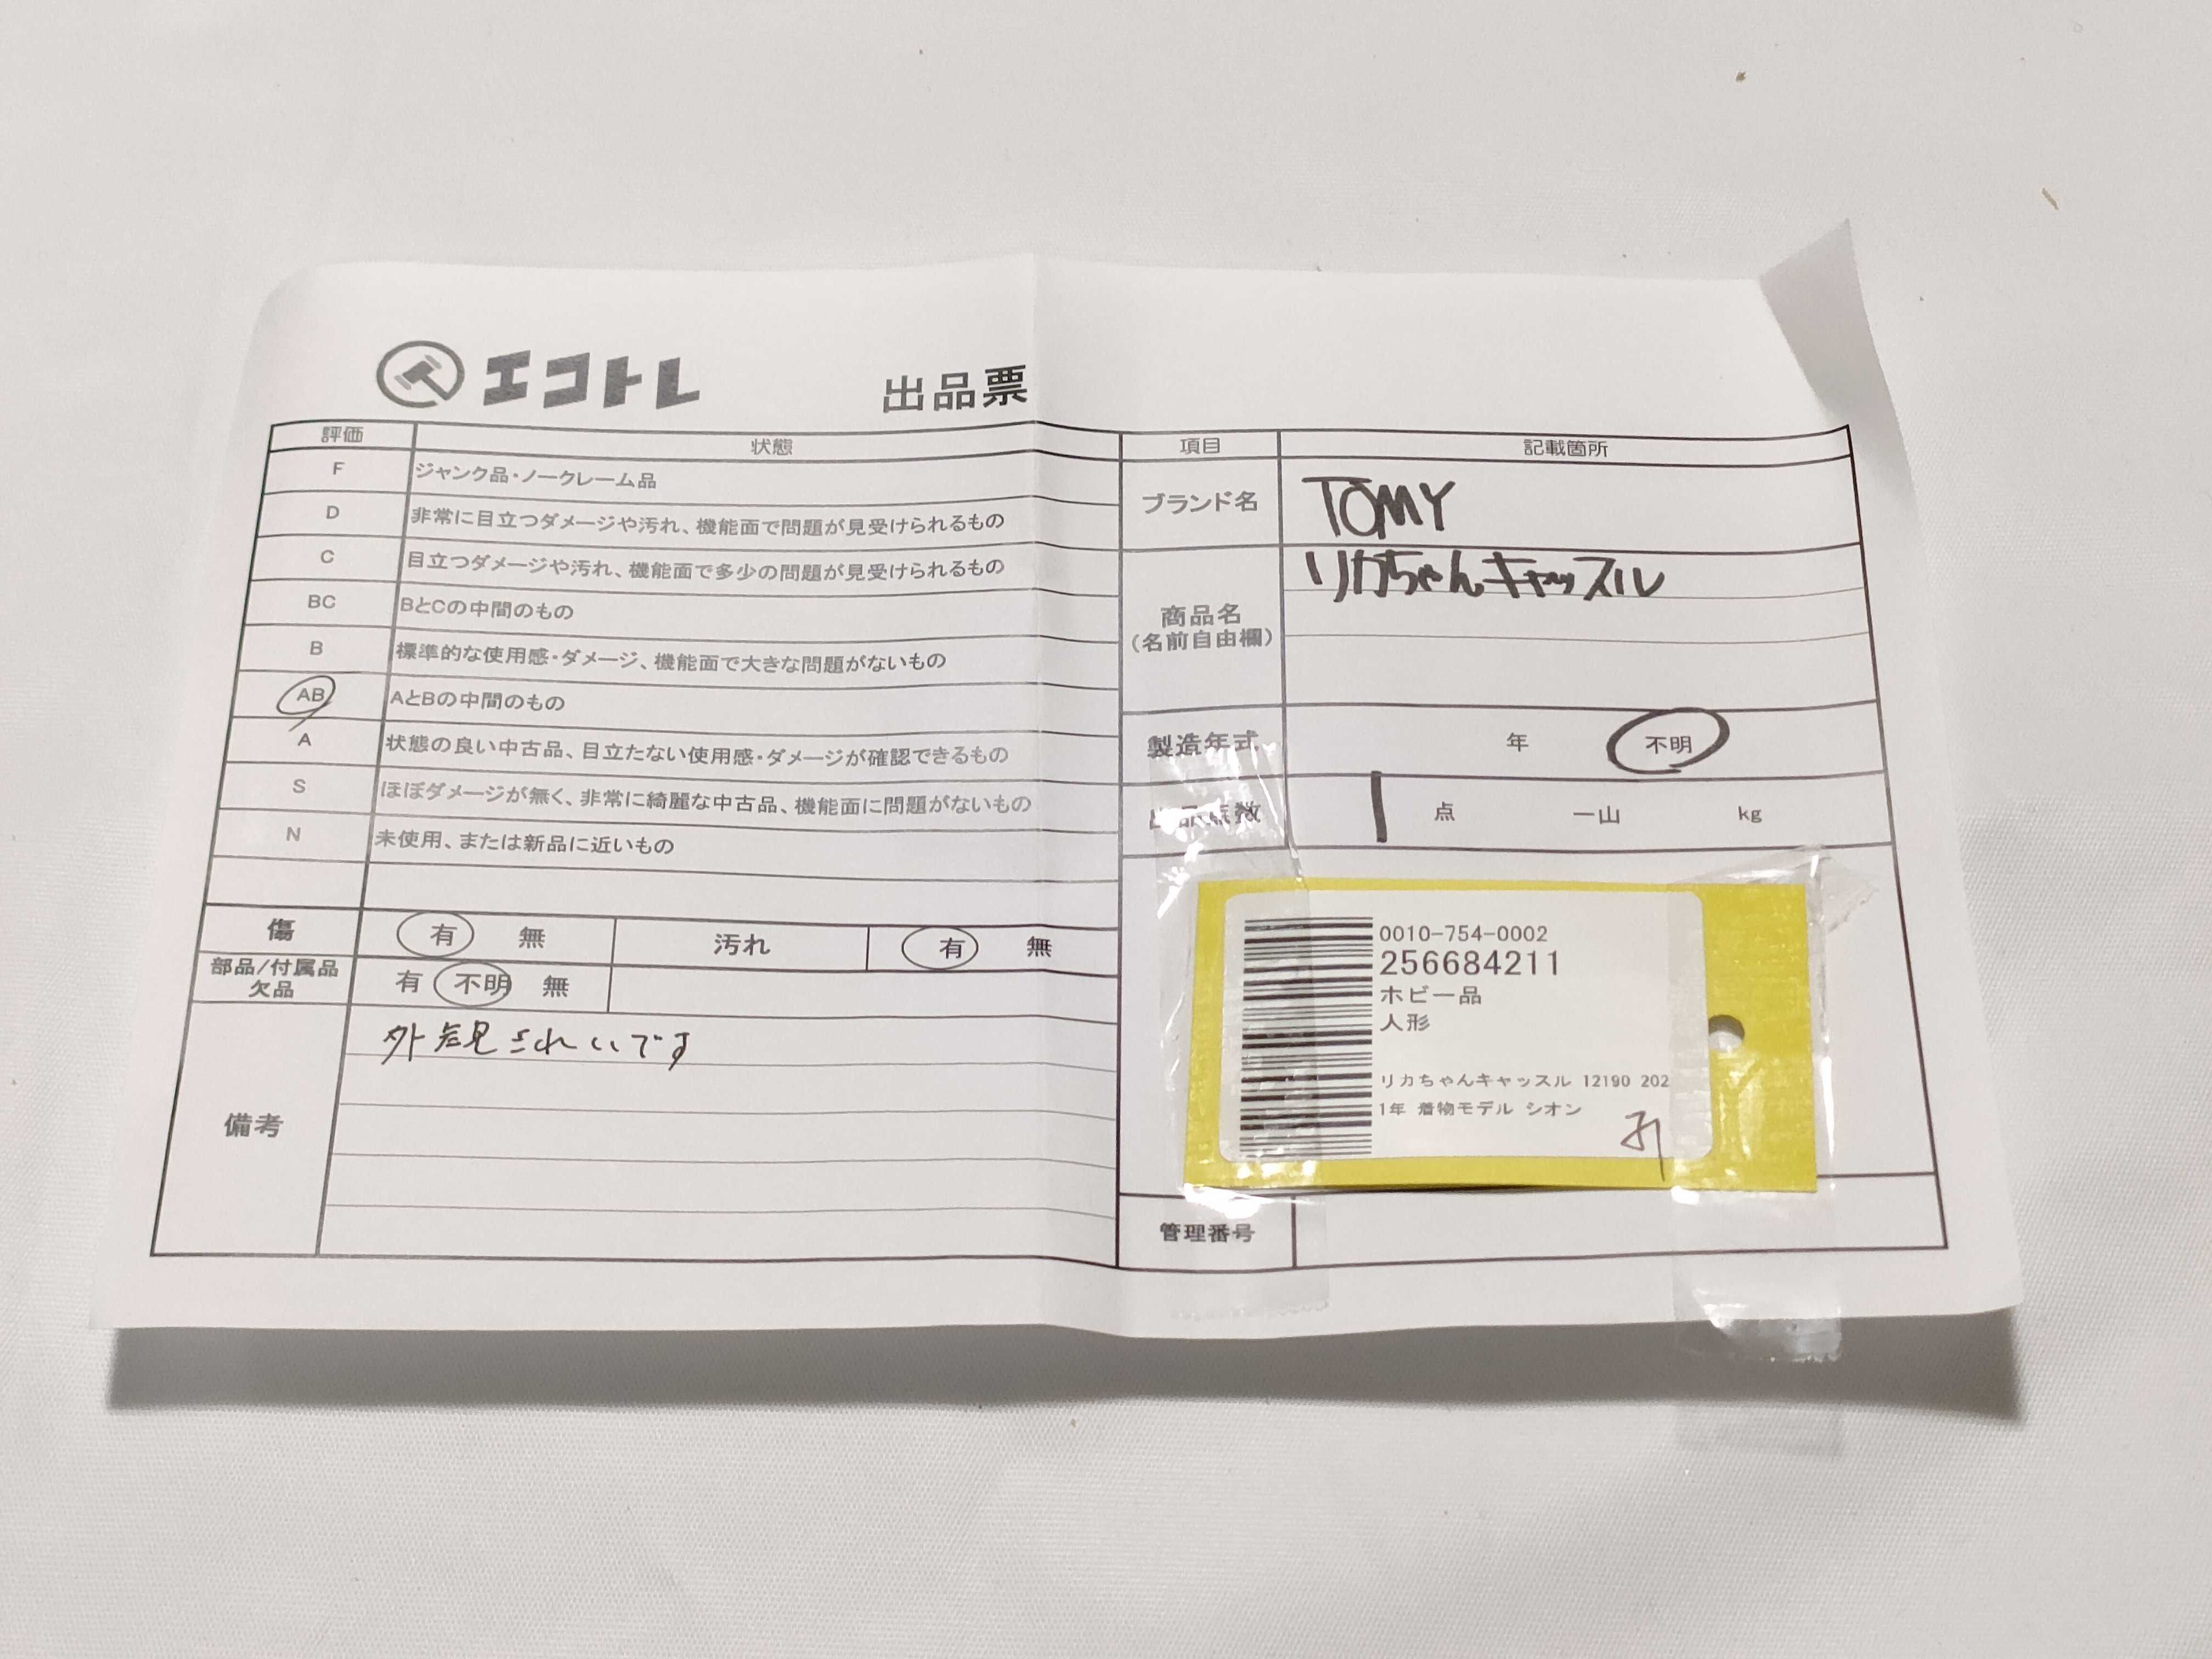 エコトレ 出品票
評価 状態
F ジャンク品・ノークレーム品
D 非常に目立つダメージや汚れ、機能面で問題が見受けられるもの
C 目立つダメージや汚れ、機能面で多少の問題が見受けられるもの
BC BとCの中間のもの
B 標準的な使用感・ダメージ、機能面で大きな問題がないもの
AB AとBの中間のもの
A 状態の良い中古品、目立たない使用感・ダメージが確認できるもの
S ほぼダメージが無く、非常に綺麗な中古品、機能面に問題がないもの
N 未使用、または新品に近いもの
傷 有 無 汚れ 有 無
部品/付属品
欠品 有 不明 無
備考 外観きれいです
項目 記載箇所
ブランド名 TOMY
商品名
(名前自由欄) リカちゃんキャッスル
製造年式 年 不明
出品点数 1 点 一山 kg
0010-754-0002
256684211
ホビー品
人形
リカちゃんキャッスル 12190 202
1年 着物モデル シオン
管理番号